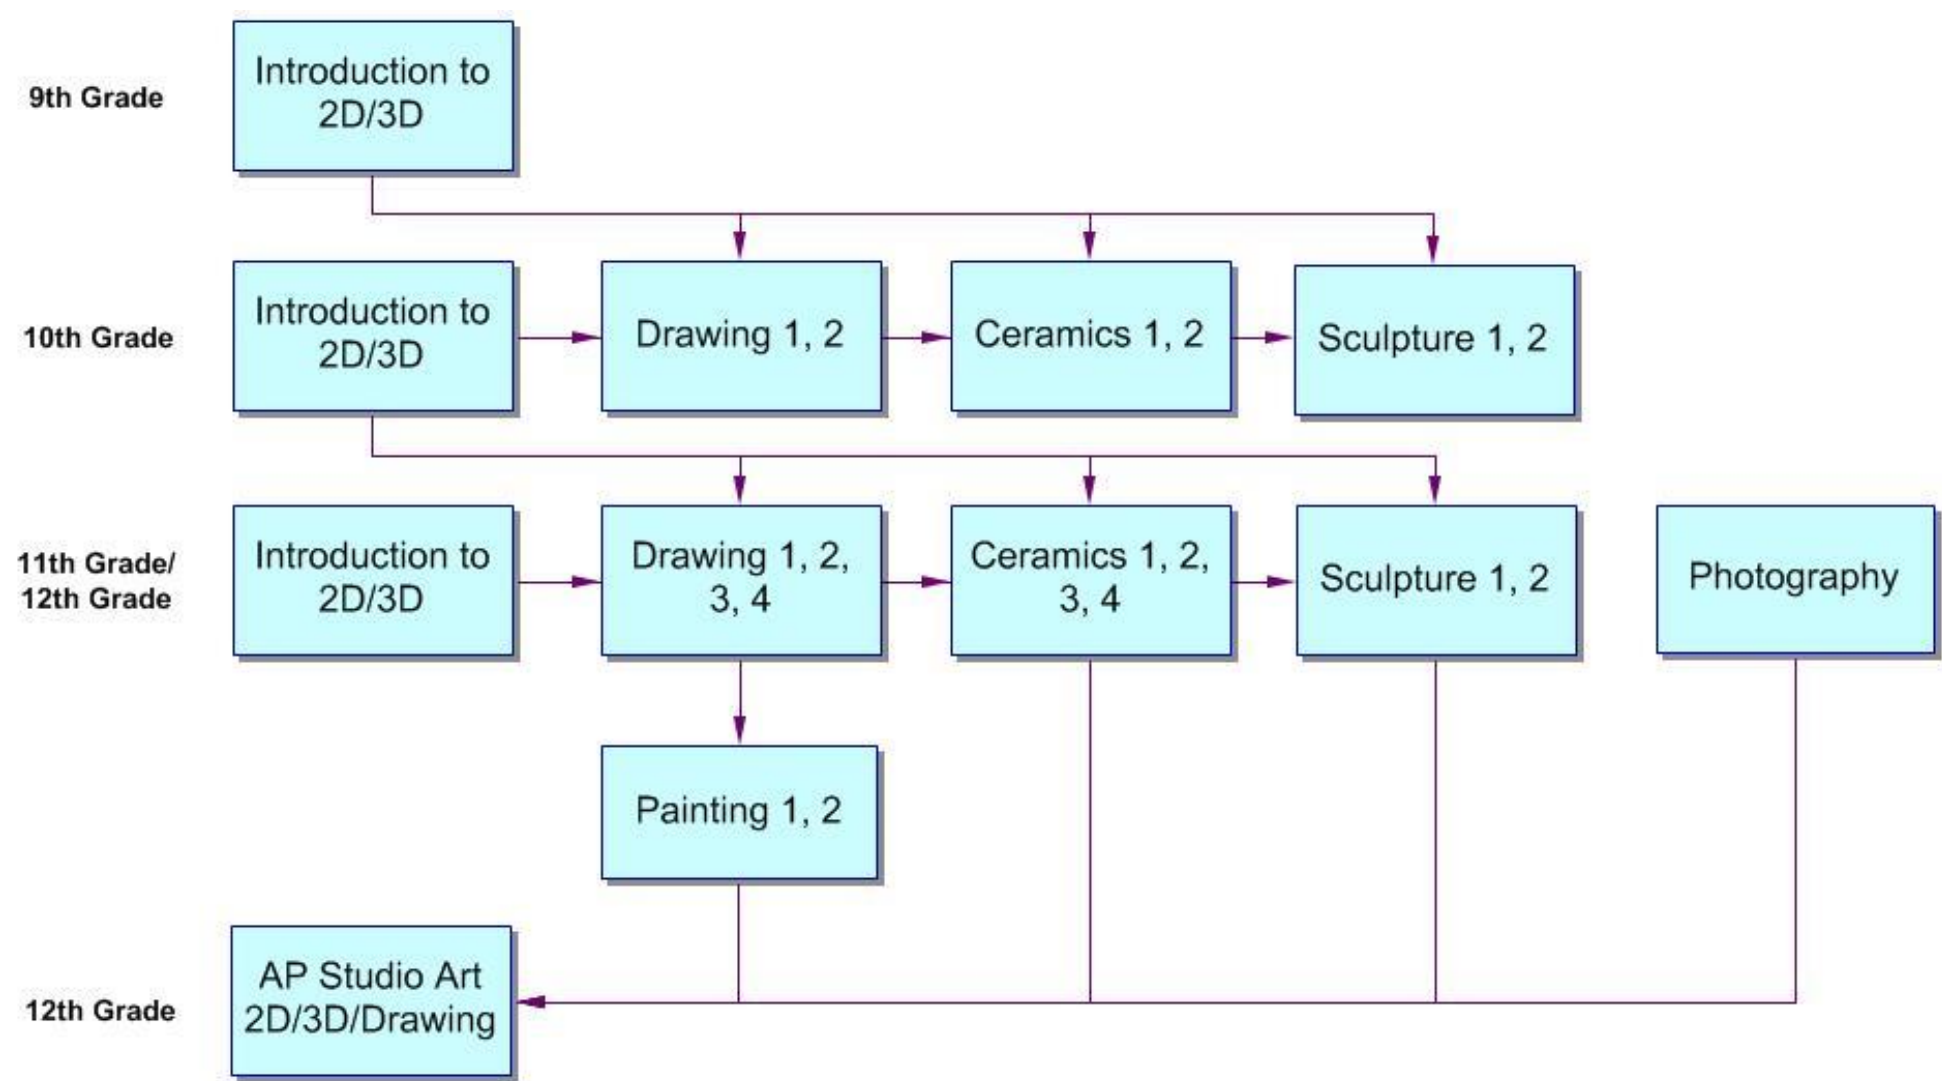 9th Grade
Introduction to
2D/3D
10th Grade
Introduction to
2D/3D
Drawing 1, 2
Ceramics 1, 2
Sculpture 1, 2
11th Grade/
12th Grade
Introduction to
2D/3D
Drawing 1, 2,
3, 4
Ceramics 1, 2,
3, 4
Sculpture 1, 2
Photography
Painting 1, 2
12th Grade
AP Studio Art
2D/3D/Drawing